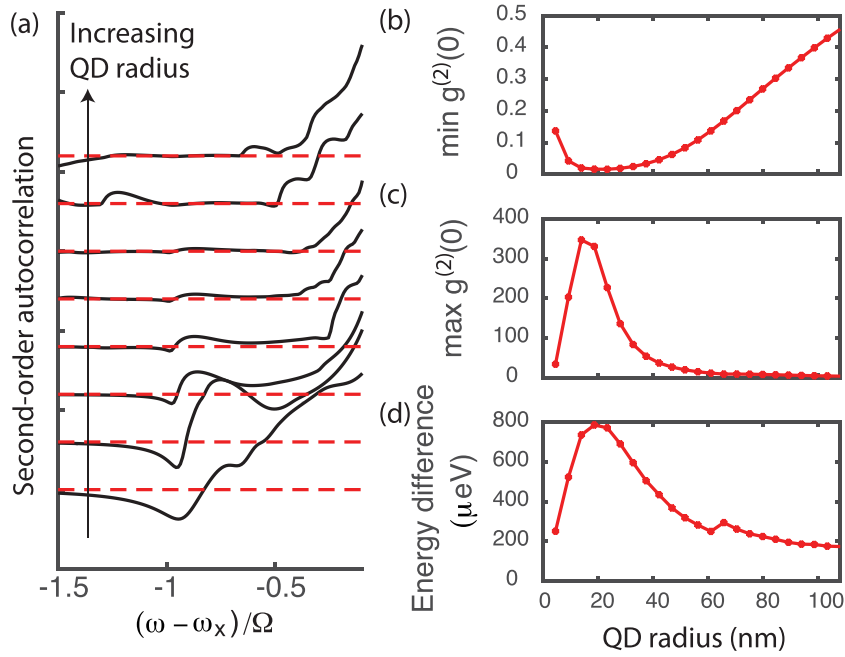 (a)
Increasing
QD radius
Second-order autocorrelation
-1.5
-1
-0.5
(ω – ω_x)/Ω
(b)
0.5
0.4
0.3
0.2
0.1
0
min g^(2)(0)
(c)
400
300
200
100
0
max g^(2)(0)
(d)
800
600
400
200
0
Energy difference
(μeV)
0
20
40
60
80
100
QD radius (nm)